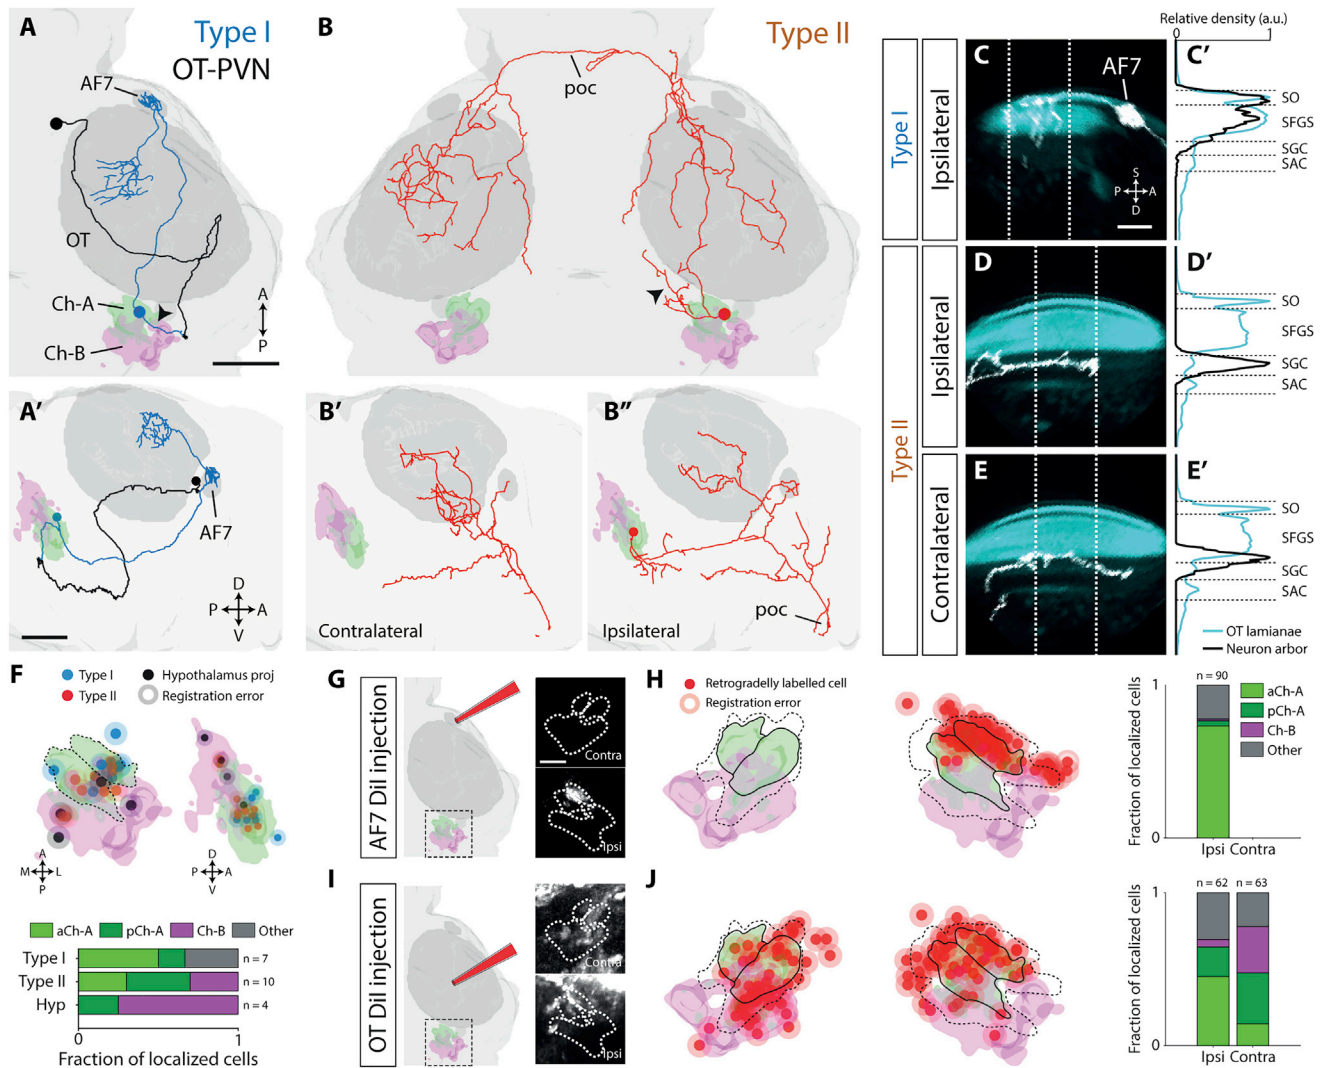 A
Type I
OT-PVN
AF7
OT
Ch-A
Ch-B
A
P
B
Type II
poc
A'
AF7
D
P A
V
B'
Contralateral
B''
Ipsilateral
poc
Relative density (a.u.)
0 1
Type I
Ipsilateral
C
AF7
S
P A
D
C'
SO
SFGS
SGC
SAC
Type II
Ipsilateral
D
D'
SO
SFGS
SGC
SAC
Contralateral
E
E'
SO
SFGS
SGC
SAC
OT lamianae
Neuron arbor
F
Type I
Hypothalamus proj
Type II
Registration error
A
M L
P
D
P A
V
aCh-A pCh-A Ch-B Other
Type I n = 7
Type II n = 10
Hyp n = 4
0 1
Fraction of localized cells
G
AF7 DiI injection
Contra
Ipsi
H
Retrogradelly labelled cell
Registration error
Fraction of localized cells
1
0
n = 90
Ipsi Contra
aCh-A
pCh-A
Ch-B
Other
I
OT DiI injection
Contra
Ipsi
J
Fraction of localized cells
1
0
n = 62 n = 63
Ipsi Contra